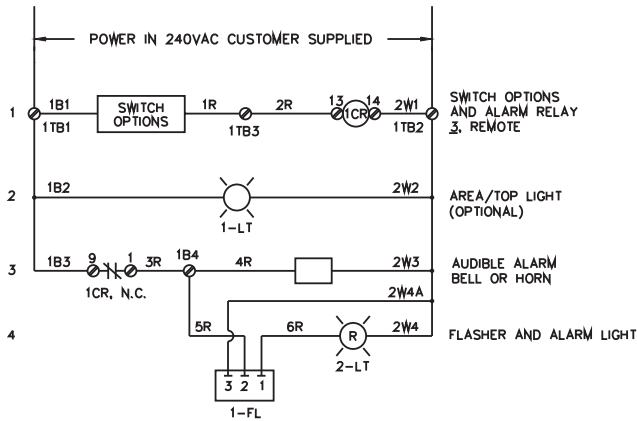 POWER IN 240VAC CUSTOMER SUPPLIED
1 1B1 SWITCH OPTIONS 1R 2R 13 1CR 14 2W1 SWITCH OPTIONS
1TB1 1TB3 1TB2 AND ALARM RELAY
3, REMOTE
2 1B2 2W2 AREA/TOP LIGHT
1-LT (OPTIONAL)
3 1B3 9 1 3R 1B4 4R 2W3 AUDIBLE ALARM
1CR, N.C. BELL OR HORN
2W4A
4 5R 6R R 2W4 FLASHER AND ALARM LIGHT
2-LT
3 2 1
1-FL